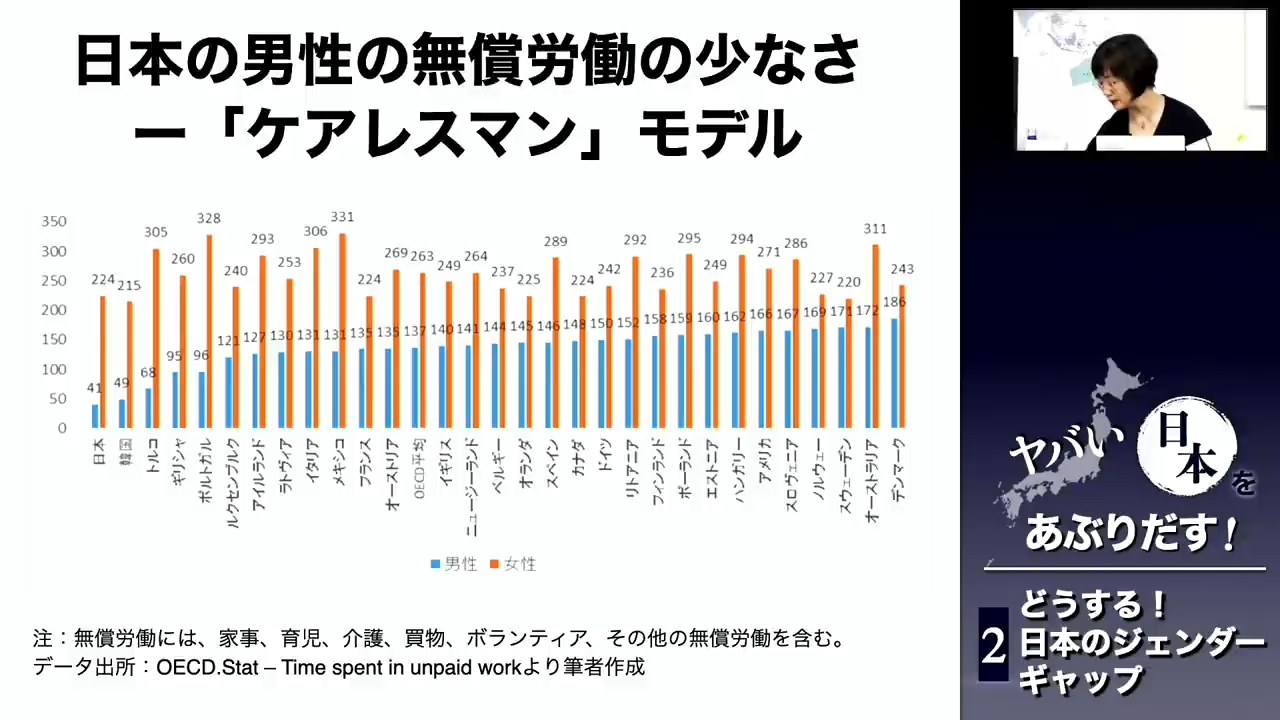 日本の男性の無償労働の少なさ
ー「ケアレスマン」モデル
350
300
250
200
150
100
50
0
224 215 305 260 328 240 293 253 306 331 224 269 263 249 264 237 225 289 224 242 292 236 295 249 294 271 286 227 220 311 243
41 49 68 95 96 121 127 130 131 131 135 135 137 140 141 144 145 146 148 150 152 158 159 160 162 166 167 169 171 172 186
日本
韓国
トルコ
ギリシャ
ポルトガル
ルクセンブルク
アイルランド
ラトヴィア
イタリア
メキシコ
フランス
オーストリア
OECD平均
イギリス
ニュージーランド
ベルギー
オランダ
スペイン
カナダ
ドイツ
リトアニア
フィンランド
ポーランド
エストニア
ハンガリー
アメリカ
スロヴェニア
ノルウェー
スウェーデン
オーストラリア
デンマーク
男性 女性
注：無償労働には、家事、育児、介護、買物、ボランティア、その他の無償労働を含む。
データ出所：OECD.Stat – Time spent in unpaid workより筆者作成
ヤバい日本を
あぶりだす！
2
どうする！
日本のジェンダー
ギャップ